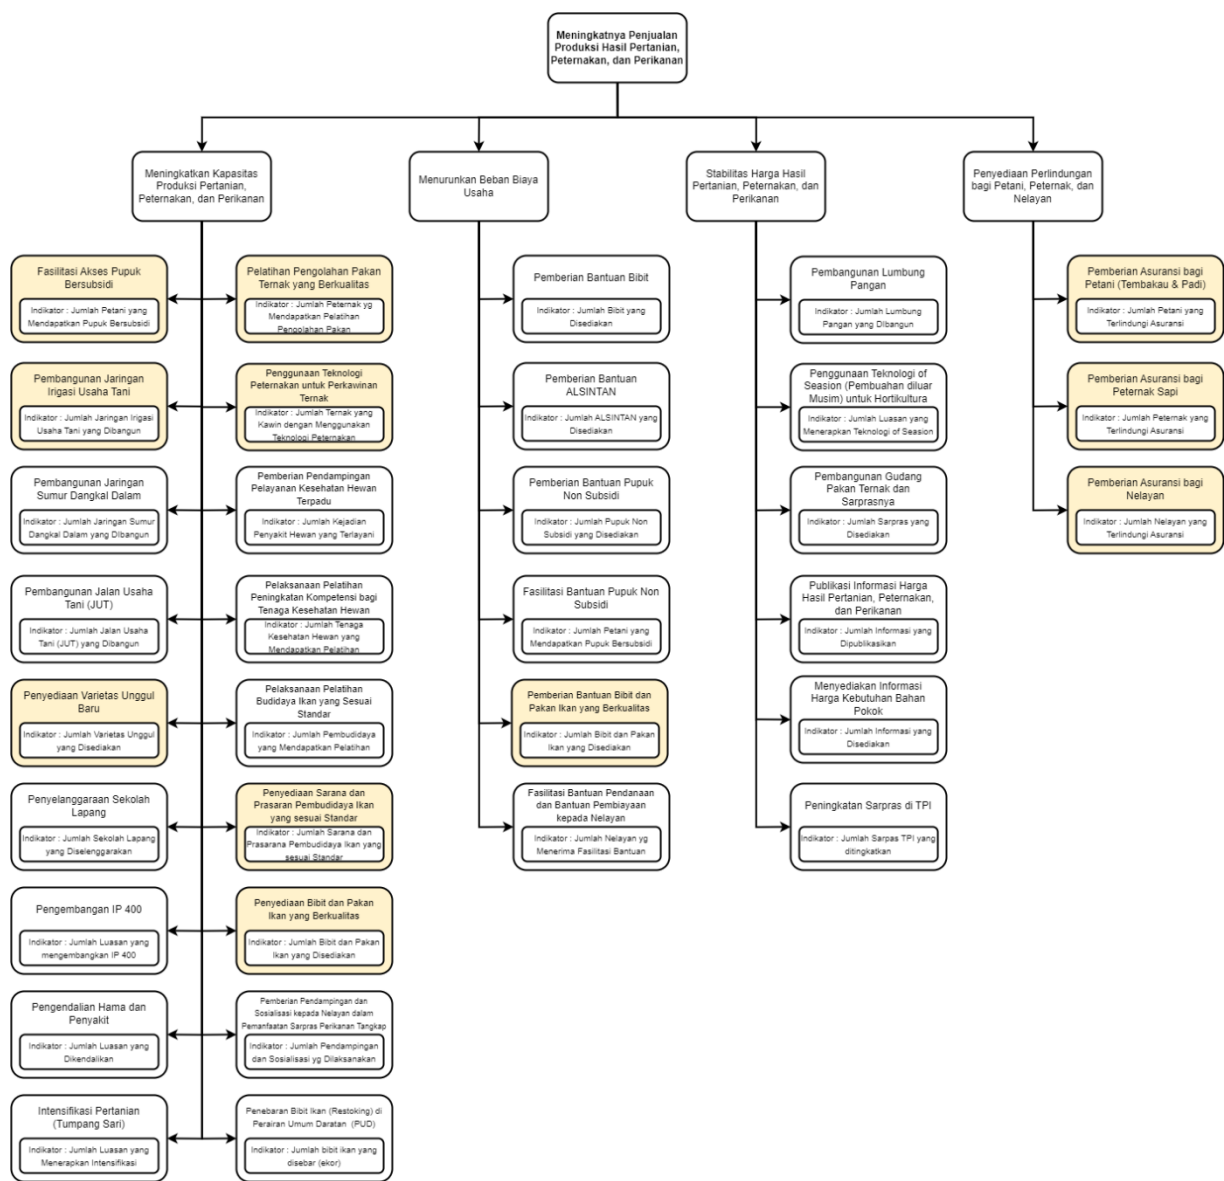 Meningkatnya Penjualan
Produksi Hasil Pertanian,
Peternakan, dan Perikanan
Meningkatkan Kapasitas
Produksi Pertanian,
Peternakan, dan Perikanan
Menurunkan Beban Biaya
Usaha
Stabilitas Harga Hasil
Pertanian, Peternakan, dan
Perikanan
Penyediaan Perlindungan
bagi Petani, Peternak, dan
Nelayan
Fasilitasi Akses Pupuk
Bersubsidi
Indikator : Jumlah Petani yang
Mendapatkan Pupuk Bersubsidi
Pembangunan Jaringan
Irigasi Usaha Tani
Indikator : Jumlah Jaringan Irigasi
Usaha Tani yang Dibangun
Pembangunan Jaringan
Sumur Dangkal Dalam
Indikator : Jumlah Jaringan Sumur
Dangkal Dalam yang Dibangun
Pembangunan Jalan Usaha
Tani (JUT)
Indikator : Jumlah Jalan Usaha
Tani (JUT) yang Dibangun
Penyediaan Varietas Unggul
Baru
Indikator : Jumlah Varietas Unggul
yang Disediakan
Penyelanggaraan Sekolah
Lapang
Indikator : Jumlah Sekolah Lapang
yang Diselenggarakan
Pengembangan IP 400
Indikator : Jumlah Luasan yang
mengembangkan IP 400
Pengendalian Hama dan
Penyakit
Indikator : Jumlah Luasan yang
Dikendalikan
Intensifikasi Pertanian
(Tumpang Sari)
Indikator : Jumlah Luasan yang
Menerapkan Intensifikasi
Pelatihan Pengolahan Pakan
Ternak yang Berkualitas
Indikator : Jumlah Peternak yg
Mendapatkan Pelatihan
Pengolahan Pakan
Penggunaan Teknologi
Peternakan untuk Perkawinan
Ternak
Indikator : Jumlah Ternak yang
Kawin dengan Menggunakan
Teknologi Peternakan
Pemberian Pendampingan
Pelayanan Kesehatan Hewan
Terpadu
Indikator : Jumlah Kejadian
Penyakit Hewan yang Terlayani
Pelaksanaan Pelatihan
Peningkatan Kompetensi bagi
Tenaga Kesehatan Hewan
Indikator : Jumlah Tenaga
Kesehatan Hewan yang
Mendapatkan Pelatihan
Pelaksanaan Pelatihan
Budidaya Ikan yang Sesuai
Standar
Indikator : Jumlah Pembudidaya
yang Mendapatkan Pelatihan
Penyediaan Sarana dan
Prasaran Pembudidaya Ikan
yang sesuai Standar
Indikator : Jumlah Sarana dan
Prasarana Pembudidaya Ikan yang
sesuai Standar
Penyediaan Bibit dan Pakan
Ikan yang Berkualitas
Indikator : Jumlah Bibit dan Pakan
Ikan yang Disediakan
Pemberian Pendampingan dan
Sosialisasi kepada Nelayan dalam
Pemanfaatan Sarpras Perikanan Tangkap
Indikator : Jumlah Pendampingan
dan Sosialisasi yg Dilaksanakan
Penebaran Bibit Ikan (Restoking) di
Perairan Umum Daratan (PUD)
Indikator : Jumlah bibit ikan yang
disebar (ekor)
Pemberian Bantuan Bibit
Indikator : Jumlah Bibit yang
Disediakan
Pemberian Bantuan
ALSINTAN
Indikator : Jumlah ALSINTAN yang
Disediakan
Pemberian Bantuan Pupuk
Non Subsidi
Indikator : Jumlah Pupuk Non
Subsidi yang Disediakan
Fasilitasi Bantuan Pupuk Non
Subsidi
Indikator : Jumlah Petani yang
Mendapatkan Pupuk Bersubsidi
Pemberian Bantuan Bibit dan
Pakan Ikan yang Berkualitas
Indikator : Jumlah Bibit dan Pakan
Ikan yang Disediakan
Fasilitasi Bantuan Pendanaan
dan Bantuan Pembiayaan
kepada Nelayan
Indikator : Jumlah Nelayan yg
Menerima Fasilitasi Bantuan
Pembangunan Lumbung
Pangan
Indikator : Jumlah Lumbung
Pangan yang Dibangun
Penggunaan Teknologi of
Seasion (Pembuahan diluar
Musim) untuk Hortikultura
Indikator : Jumlah Luasan yang
Menerapkan Teknologi of Seasion
Pembangunan Gudang
Pakan Ternak dan
Sarprasnya
Indikator : Jumlah Sarpras yang
Disediakan
Publikasi Informasi Harga
Hasil Pertanian, Peternakan,
dan Perikanan
Indikator : Jumlah Informasi yang
Dipublikasikan
Menyediakan Informasi
Harga Kebutuhan Bahan
Pokok
Indikator : Jumlah Informasi yang
Disediakan
Peningkatan Sarpras di TPI
Indikator : Jumlah Sarpas TPI yang
ditingkatkan
Pemberian Asuransi bagi
Petani (Tembakau & Padi)
Indikator : Jumlah Petani yang
Terlindungi Asuransi
Pemberian Asuransi bagi
Peternak Sapi
Indikator : Jumlah Peternak yang
Terlindungi Asuransi
Pemberian Asuransi bagi
Nelayan
Indikator : Jumlah Nelayan yang
Terlindungi Asuransi